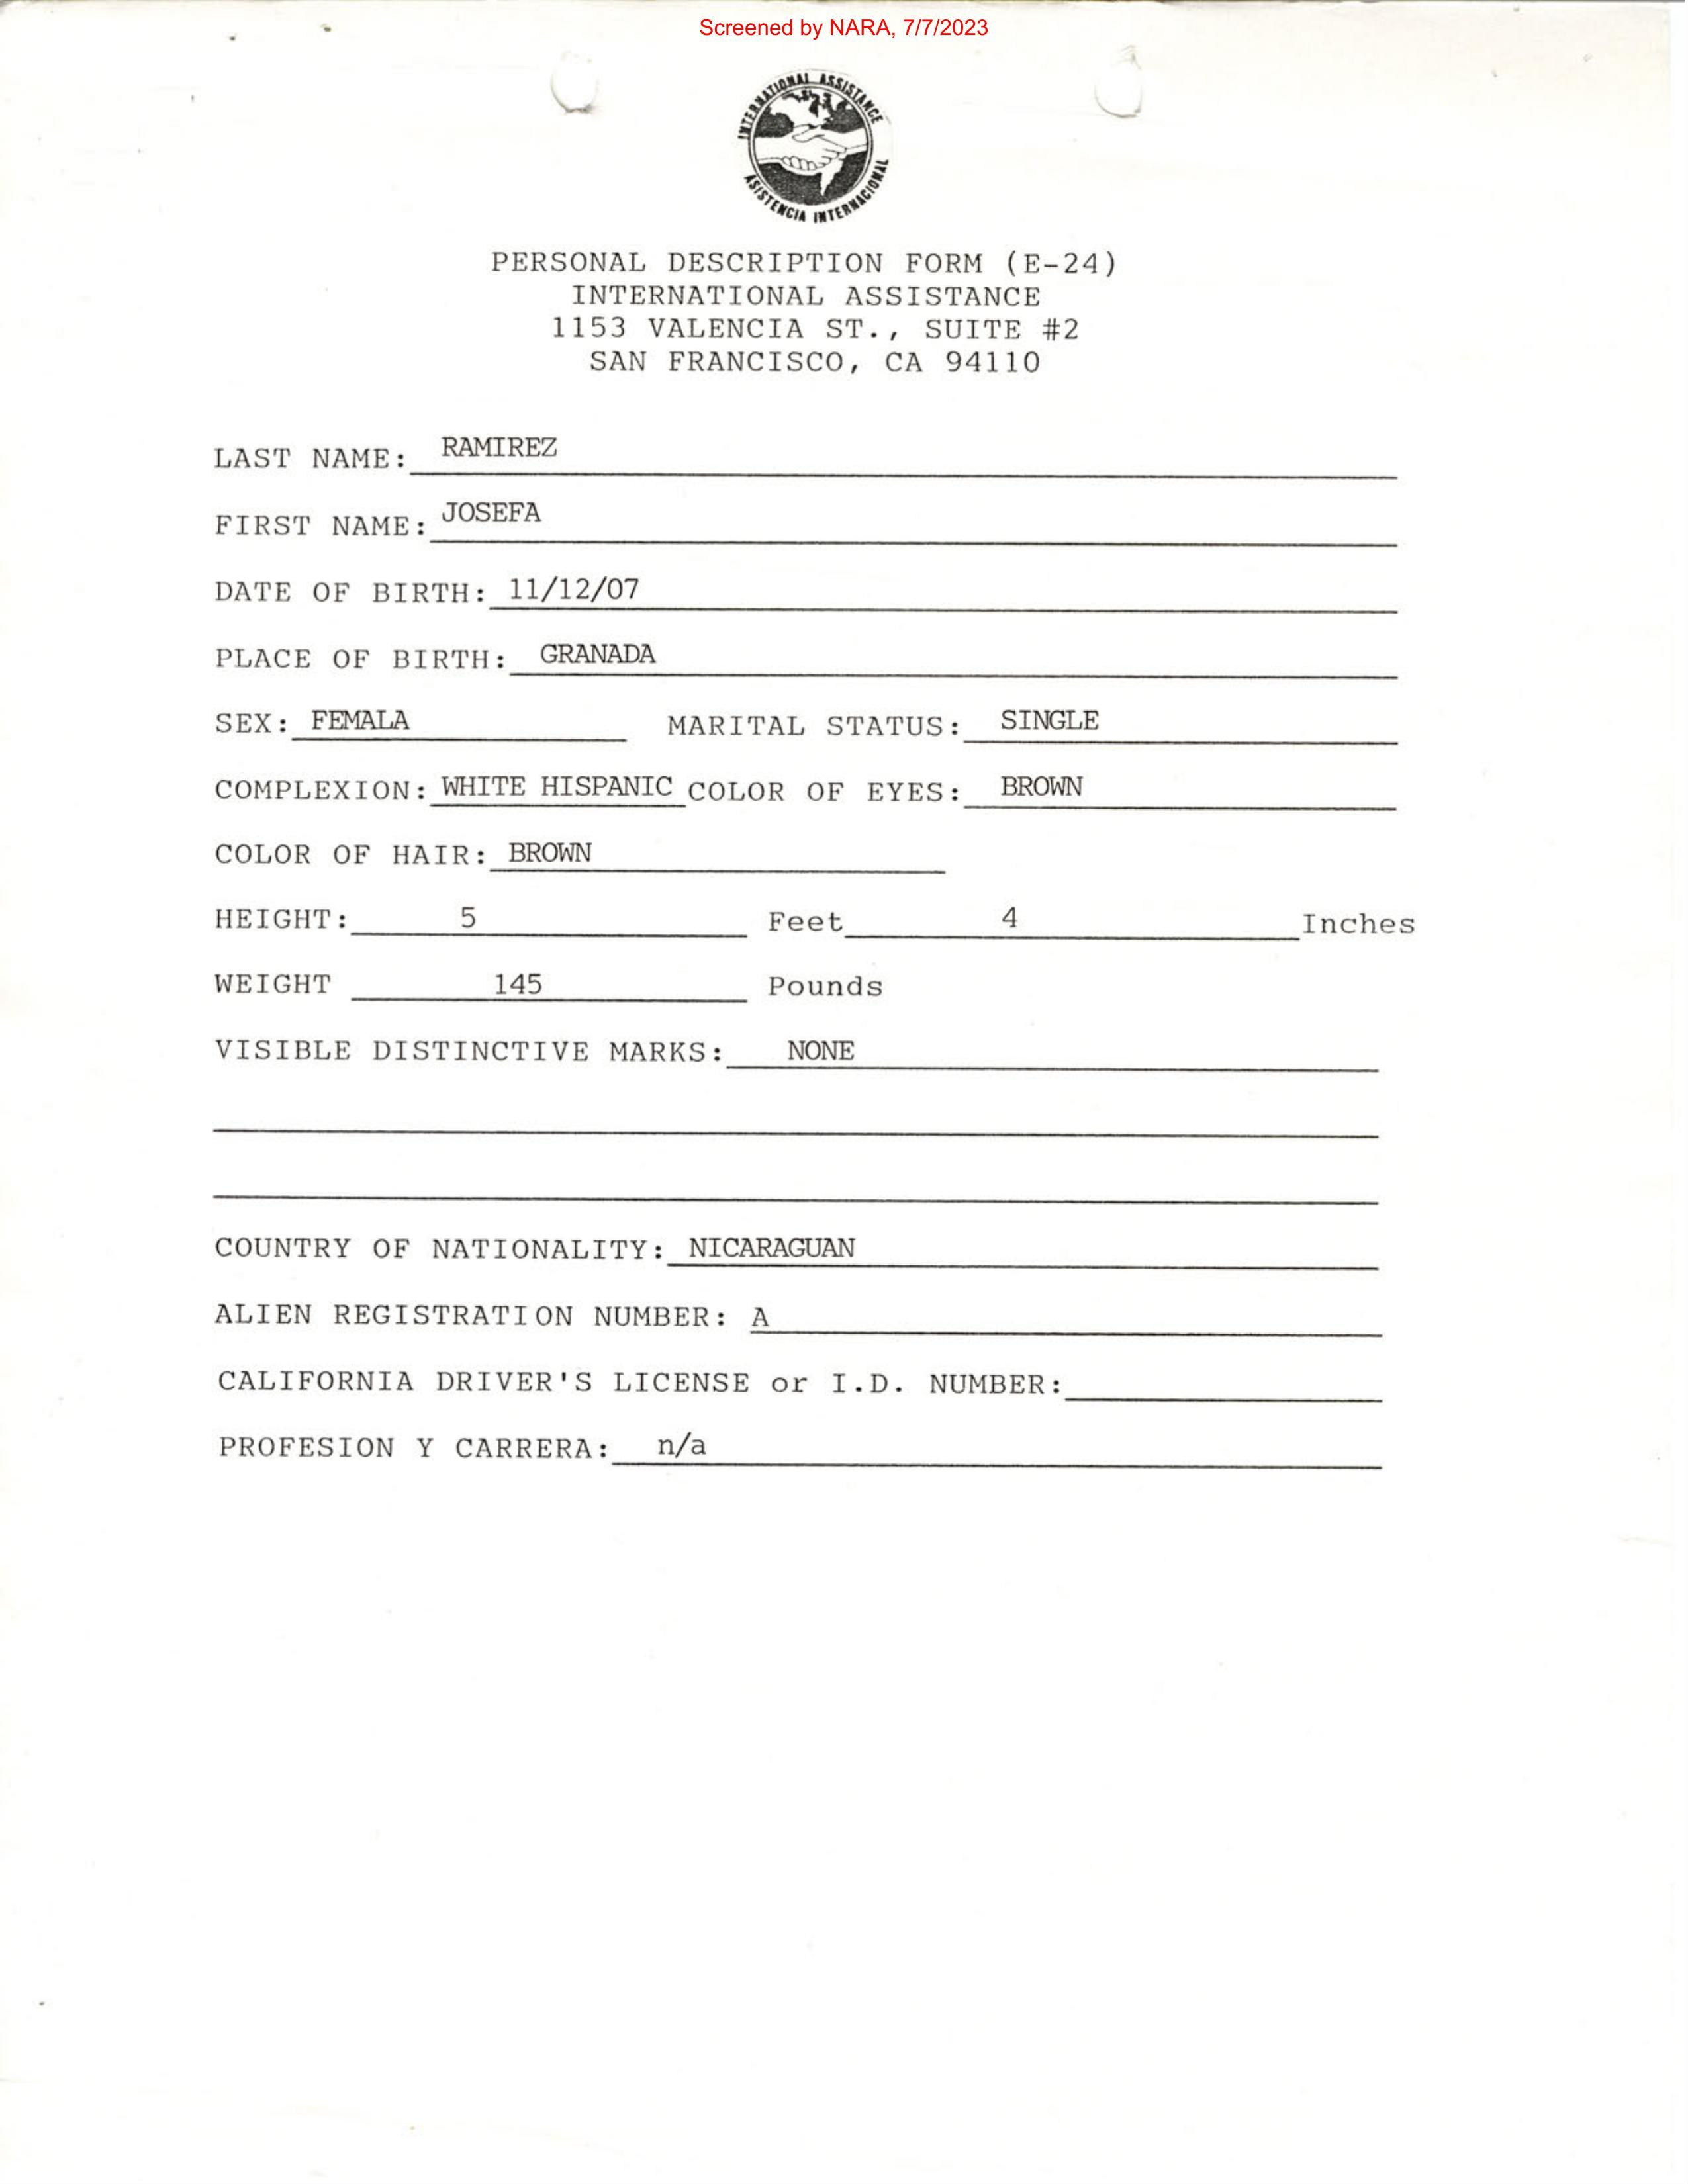 Screened by NARA, 7/7/2023
INTERNATIONAL ASSISTANCE
ASISTENCIA INTERNACIONAL
PERSONAL DESCRIPTION FORM (E-24)
INTERNATIONAL ASSISTANCE
1153 VALENCIA ST., SUITE #2
SAN FRANCISCO, CA 94110
LAST NAME: RAMIREZ
FIRST NAME: JOSEFA
DATE OF BIRTH: 11/12/07
PLACE OF BIRTH: GRANADA
SEX: FEMALA MARITAL STATUS: SINGLE
COMPLEXION: WHITE HISPANIC COLOR OF EYES: BROWN
COLOR OF HAIR: BROWN
HEIGHT: 5 Feet 4 Inches
WEIGHT 145 Pounds
VISIBLE DISTINCTIVE MARKS: NONE
COUNTRY OF NATIONALITY: NICARAGUAN
ALIEN REGISTRATION NUMBER: A
CALIFORNIA DRIVER'S LICENSE or I.D. NUMBER:
PROFESION Y CARRERA: n/a